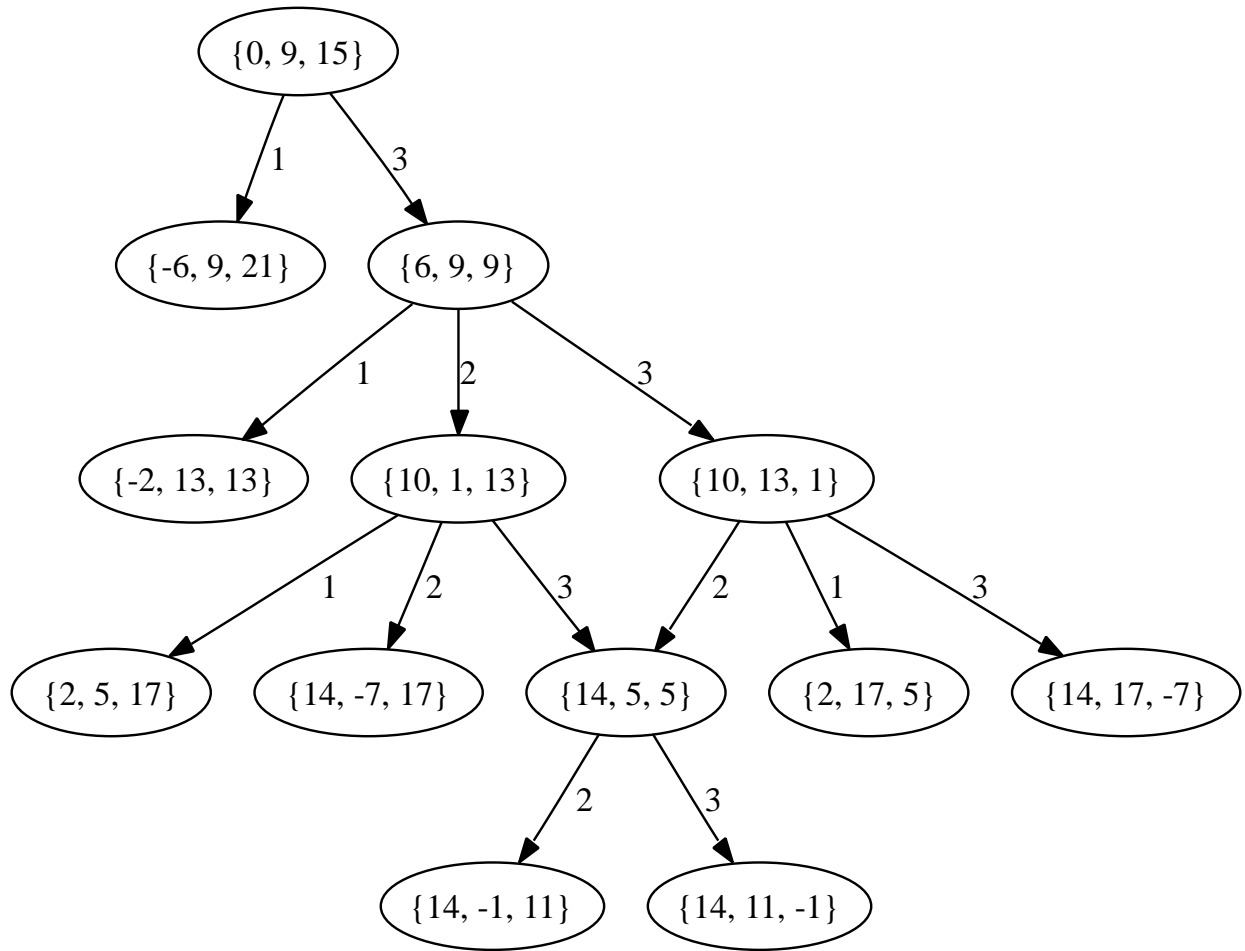 {0, 9, 15}
1
3
{-6, 9, 21}
{6, 9, 9}
1
2
3
{-2, 13, 13}
{10, 1, 13}
{10, 13, 1}
1
2
3
2
1
3
{2, 5, 17}
{14, -7, 17}
{14, 5, 5}
{2, 17, 5}
{14, 17, -7}
2
3
{14, -1, 11}
{14, 11, -1}